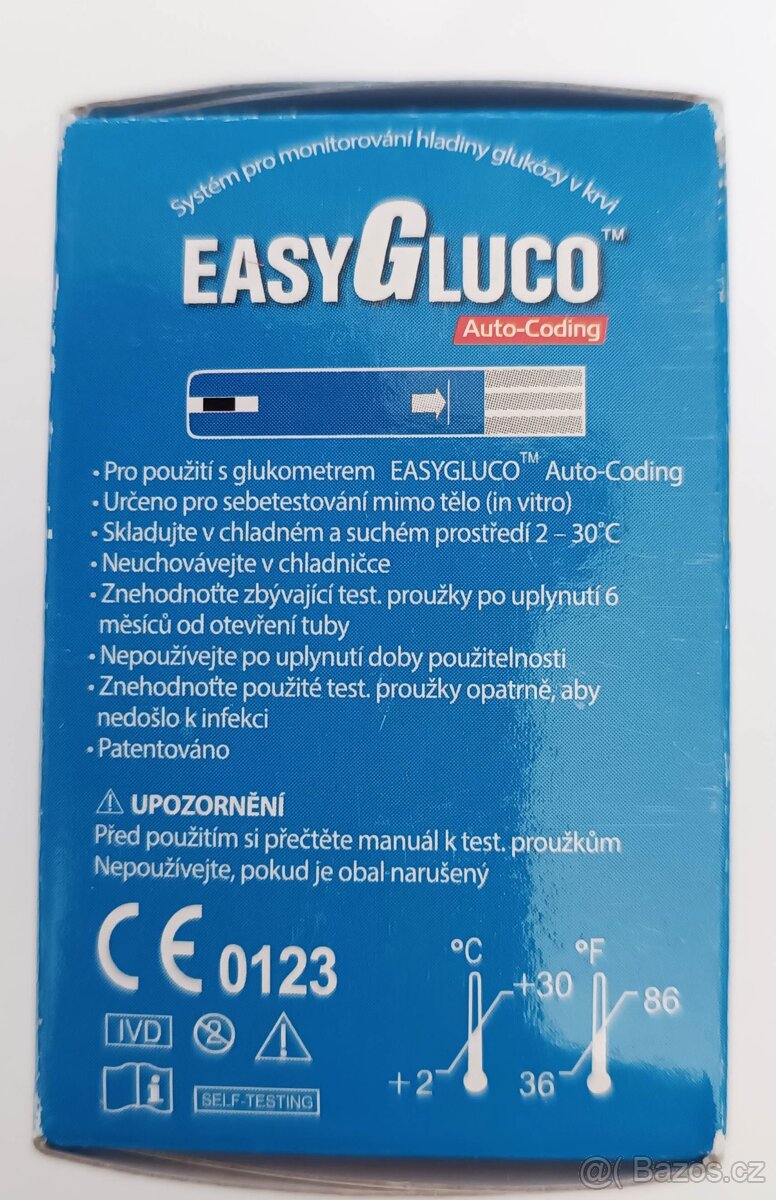 Systém pro monitorování hladiny glukózy v krvi
EASYGLUCO™
Auto-Coding
• Pro použití s glukometrem EASYGLUCO™ Auto-Coding
• Určeno pro sebetestování mimo tělo (in vitro)
• Skladujte v chladném a suchém prostředí 2 – 30°C
• Neuchovávejte v chladničce
• Znehodnoťte zbývající test. proužky po uplynutí 6
měsíců od otevření tuby
• Nepoužívejte po uplynutí doby použitelnosti
• Znehodnoťte použité test. proužky opatrně, aby
nedošlo k infekci
• Patentováno
⚠ UPOZORNĚNÍ
Před použitím si přečtěte manuál k test. proužkům
Nepoužívejte, pokud je obal narušený
CE 0123
°C °F
+30 86
+2 36
IVD 2
i
SELF-TESTING
@( Bazos.cz